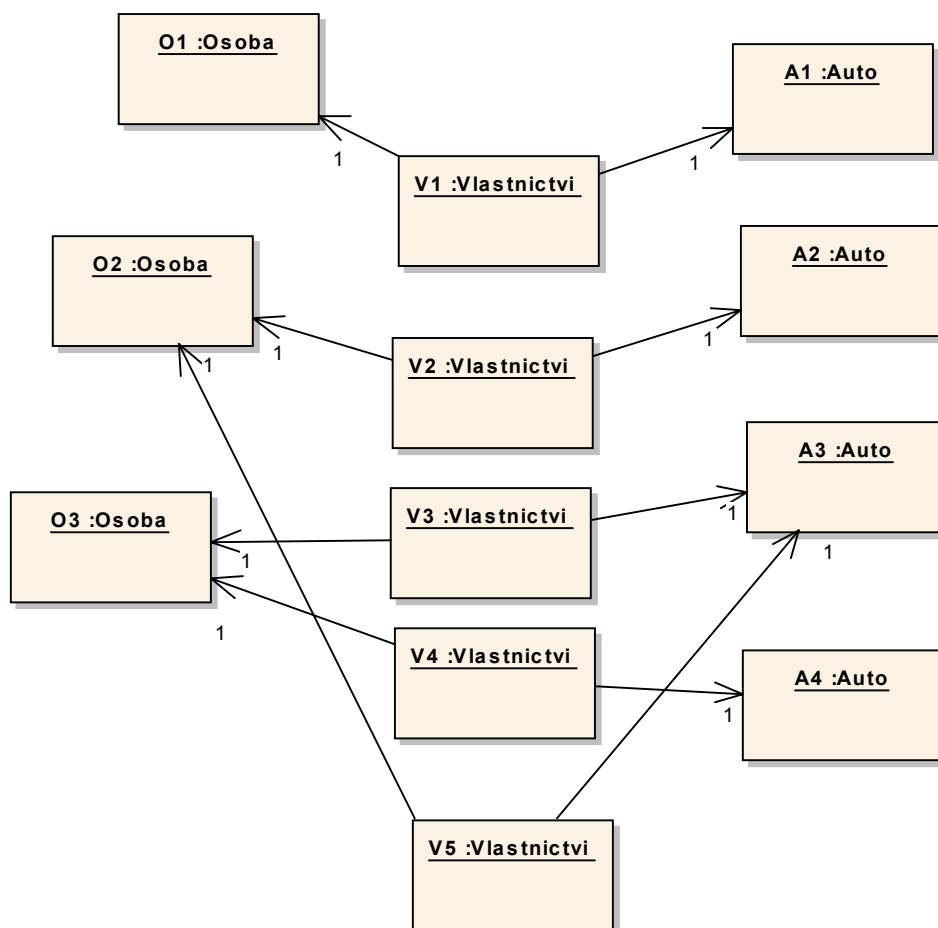 O1 :Osoba
A1 :Auto
1
1
V1 :Vlastnictvi
O2 :Osoba
A2 :Auto
1
1
1
V2 :Vlastnictvi
A3 :Auto
O3 :Osoba
V3 :Vlastnictvi
1
1
1
1
V4 :Vlastnictvi
A4 :Auto
1
V5 :Vlastnictvi